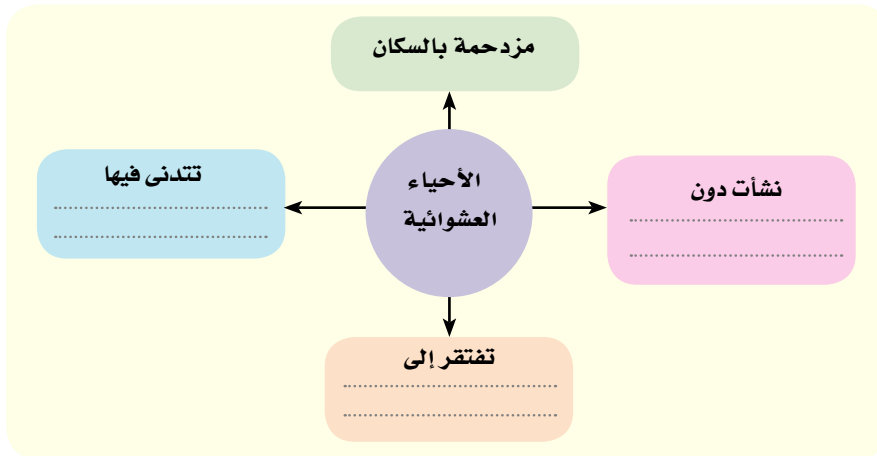 مزدحمة بالسكان
نشأت دون
الأحياء
العشوائية
تتدنى فيها
تفتقر إلى